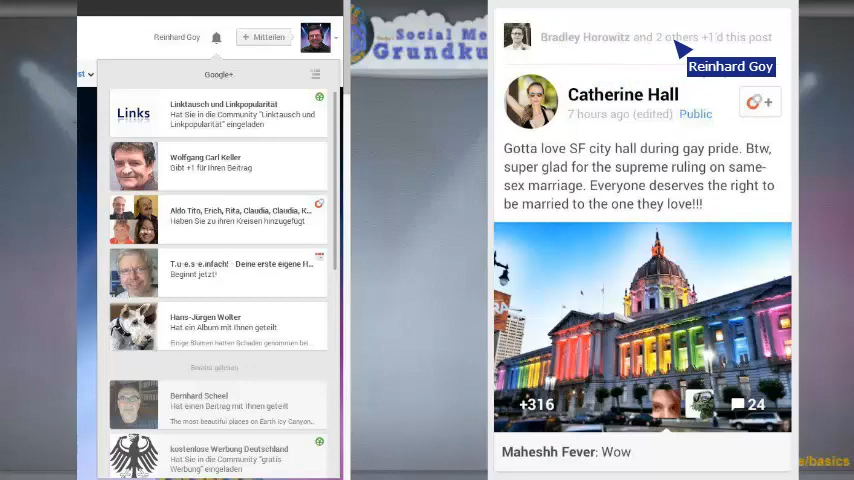 Reinhard Goy
+ Mitteilen
Google+
Links
Linktausch und Linkpopularität
Hat Sie in die Community "Linktausch und
Linkpopularität" eingeladen
Wolfgang Carl Keller
Gibt +1 für Ihren Beitrag
Aldo Tito, Erich, Rita, Claudia, Claudia, K...
Haben Sie zu ihren Kreisen hinzugefügt
T.u.e.s.e.infach! - Deine erste eigene H...
Beginnt jetzt!
Hans-Jürgen Wolter
Hat ein Album mit Ihnen geteilt
Einige Blumen hatten Schaden genommen bei...
Bereits gelesen
Bernhard Scheel
Hat einen Beitrag mit Ihnen geteilt
The most beautiful places on Earth Icy Canyon...
kostenlose Werbung Deutschland
Hat Sie in die Community "gratis
Werbung" eingeladen
Social Me
Grundku
Bradley Horowitz and 2 others +1'd this post
Reinhard Goy
Catherine Hall
7 hours ago (edited) Public
Gotta love SF city hall during gay pride. Btw,
super glad for the supreme ruling on same-
sex marriage. Everyone deserves the right to
be married to the one they love!!!
+316
24
Maheshh Fever: Wow
s/basics